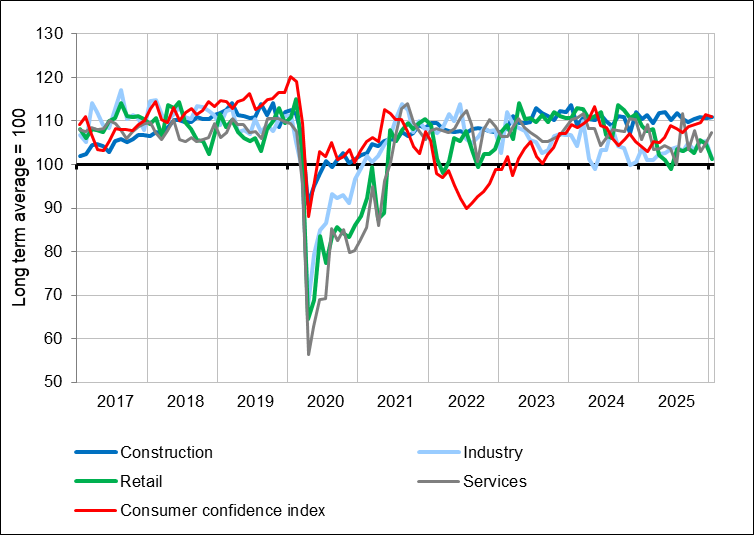 130
120
110
100
90
80
70
60
50
Long term average = 100
2017 2018 2019 2020 2021 2022 2023 2024 2025
Construction Industry
Retail Services
Consumer confidence index